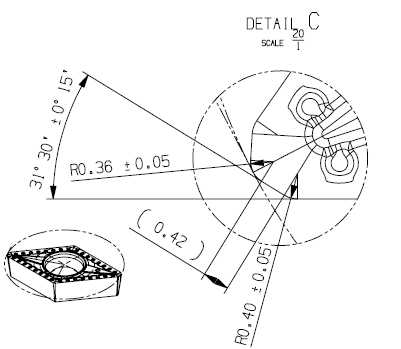 DETAIL C
SCALE 20/1
31° 30' ±0° 15'
R0.36 ±0.05
( 0.42 )
R0.40 ±0.05